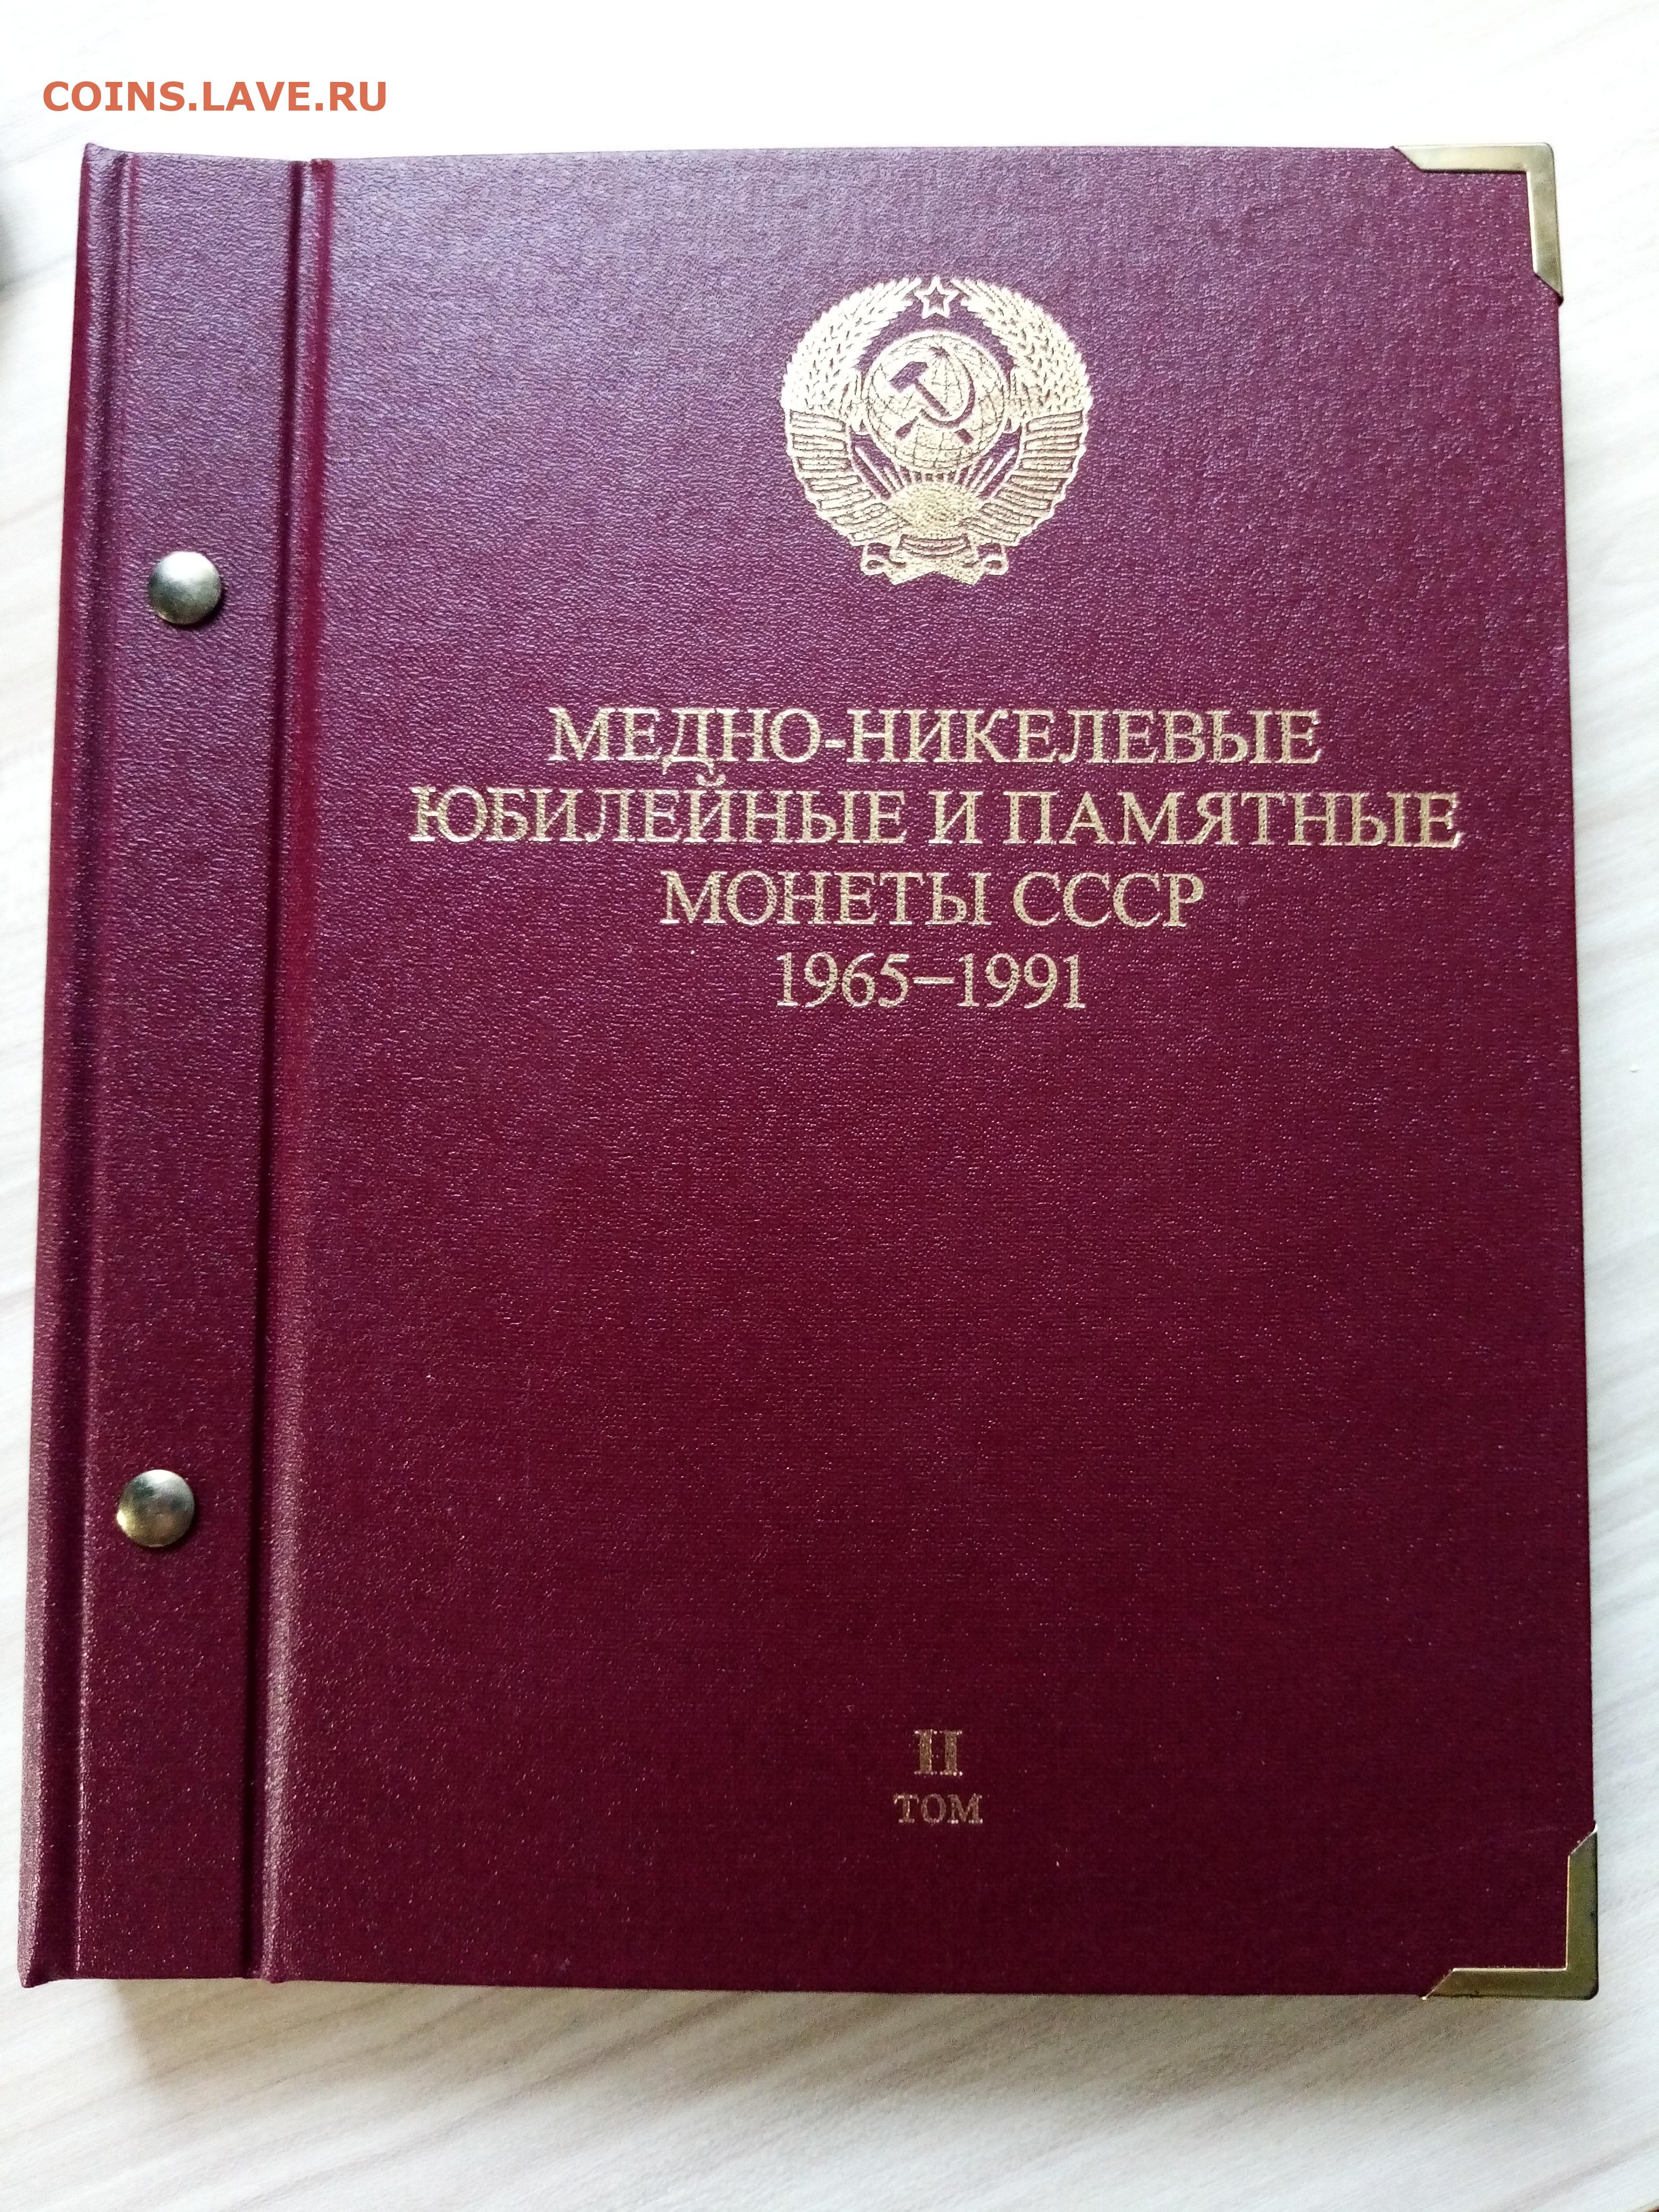 COINS.LAVE.RU
МЕДНО-НИКЕЛЕВЫЕ
ЮБИЛЕЙНЫЕ И ПАМЯТНЫЕ
МОНЕТЫ СССР
1965–1991
II
ТОМ